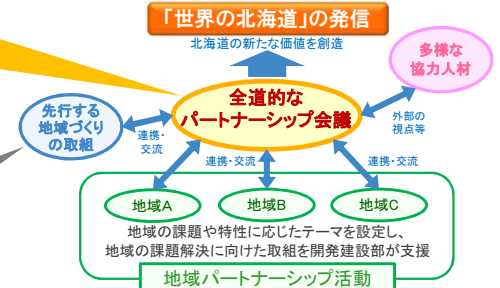 「世界の北海道」の発信
北海道の新たな価値を創造
多様な
協力人材
全道的な
パートナーシップ会議
先行する
地域づくり
の取組
連携・
交流
外部の
視点等
連携・交流
連携・交流
地域A
地域B
地域C
地域の課題や特性に応じたテーマを設定し、
地域の課題解決に向けた取組を開発建設部が支援
地域パートナーシップ活動